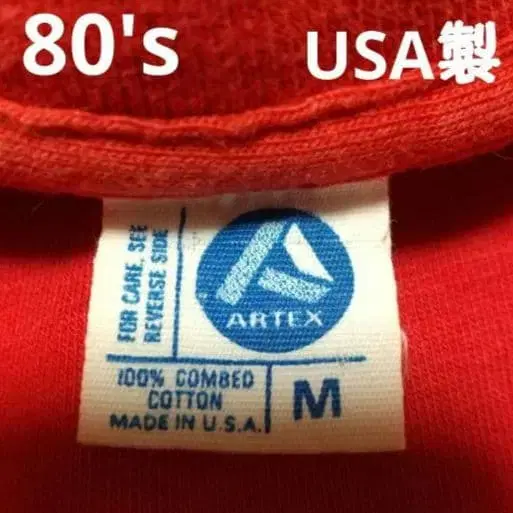 80's
USA製
FOR CARE, SEE
REVERSE SIDE
ARTEX
100% COMBED
COTTON
MADE IN U.S.A.
M